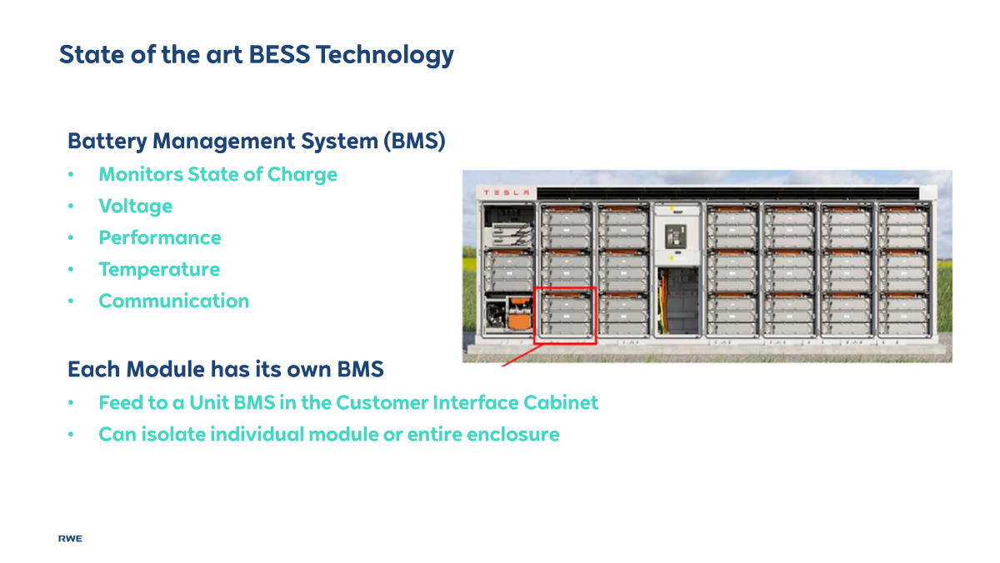 State of the art BESS Technology
Battery Management System (BMS)
• Monitors State of Charge
• Voltage
• Performance
• Temperature
• Communication
TESLA
Each Module has its own BMS
• Feed to a Unit BMS in the Customer Interface Cabinet
• Can isolate individual module or entire enclosure
RWE